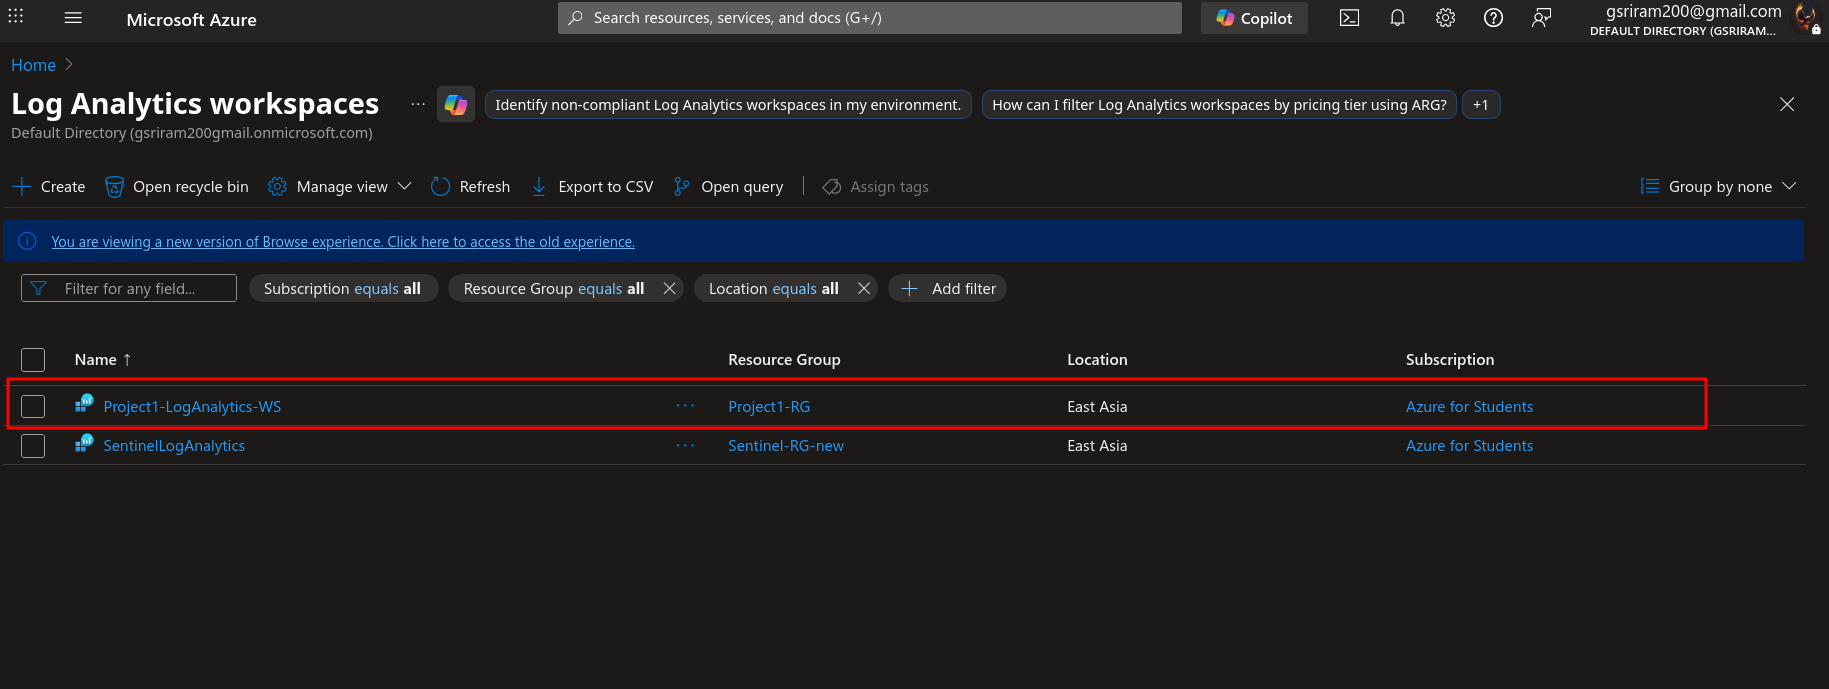 Microsoft Azure
Search resources, services, and docs (G+/)
Copilot
gsriram200@gmail.com
DEFAULT DIRECTORY (GSRIRAM...
Home
Log Analytics workspaces
Identify non-compliant Log Analytics workspaces in my environment.
How can I filter Log Analytics workspaces by pricing tier using ARG?
+1
Default Directory (gsriram200gmail.onmicrosoft.com)
Create Open recycle bin Manage view Refresh Export to CSV Open query Assign tags Group by none
You are viewing a new version of Browse experience. Click here to access the old experience.
Filter for any field... Subscription equals all Resource Group equals all Location equals all Add filter
Name ↑ Resource Group Location Subscription
Project1-LogAnalytics-WS ... Project1-RG East Asia Azure for Students
SentinelLogAnalytics ... Sentinel-RG-new East Asia Azure for Students